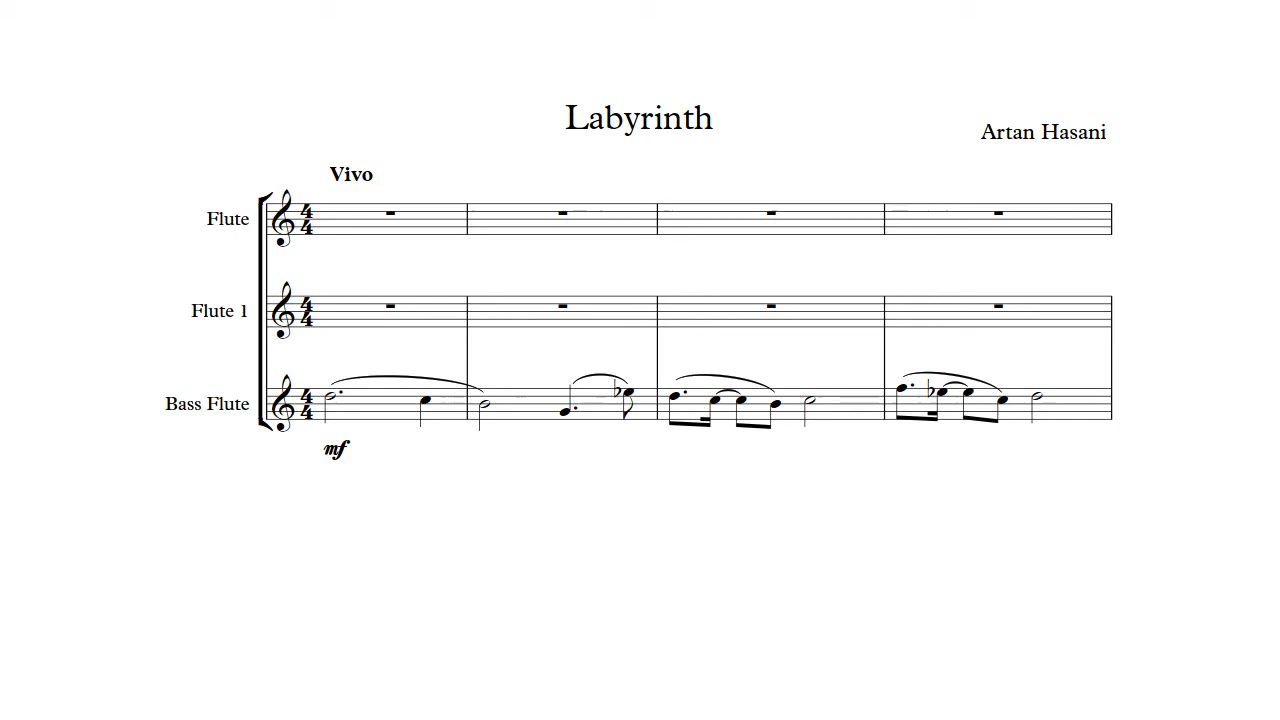 Labyrinth
Artan Hasani
Vivo
Flute
Flute 1
Bass Flute
mf